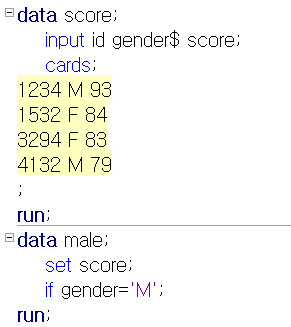 data score;
input id gender$ score;
cards;
1234 M 93
1532 F 84
3294 F 83
4132 M 79
;
run;
data male;
set score;
if gender='M';
run;